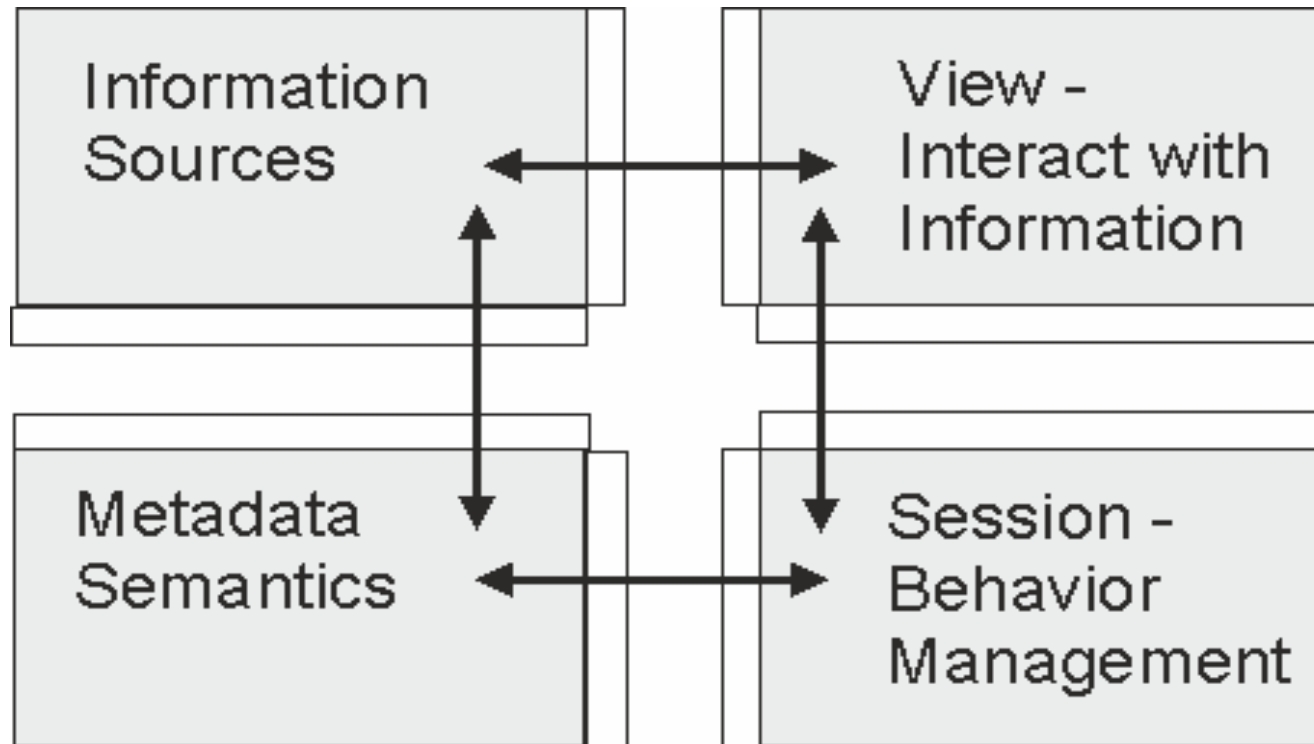 Information
Sources
View -
Interact with
Information
Metadata
Semantics
Session -
Behavior
Management